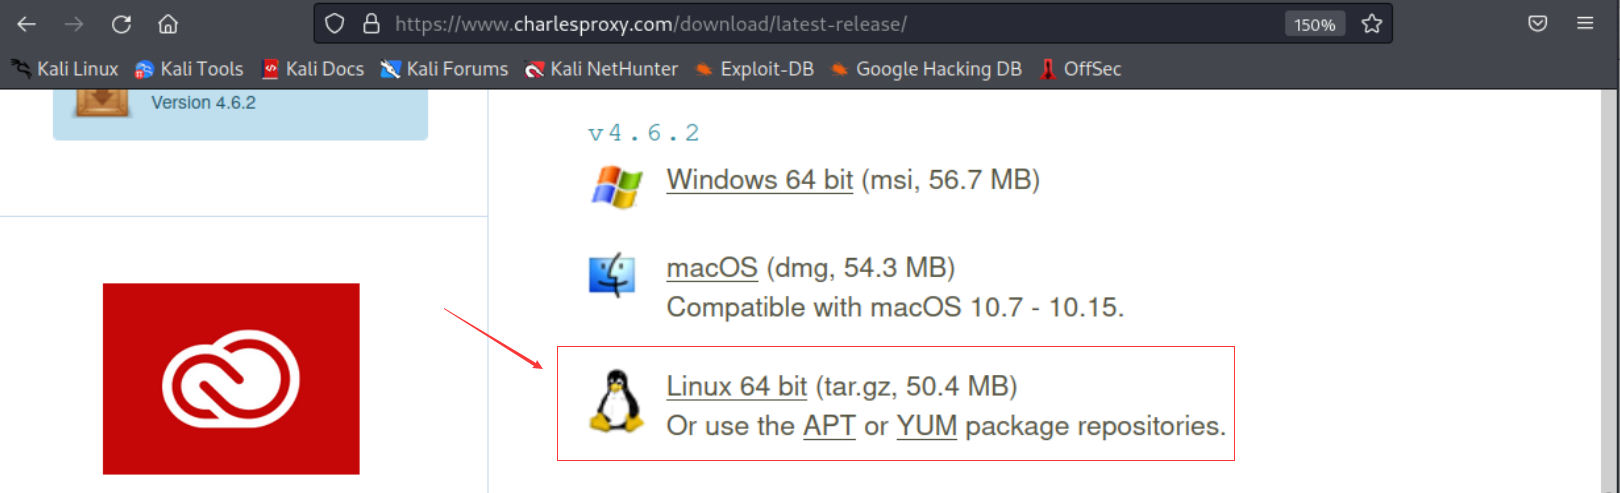 https://www.charlesproxy.com/download/latest-release/
150%
Kali Linux Kali Tools Kali Docs Kali Forums Kali NetHunter Exploit-DB Google Hacking DB OffSec
Version 4.6.2
v4.6.2
Windows 64 bit (msi, 56.7 MB)
macOS (dmg, 54.3 MB)
Compatible with macOS 10.7 - 10.15.
Linux 64 bit (tar.gz, 50.4 MB)
Or use the APT or YUM package repositories.